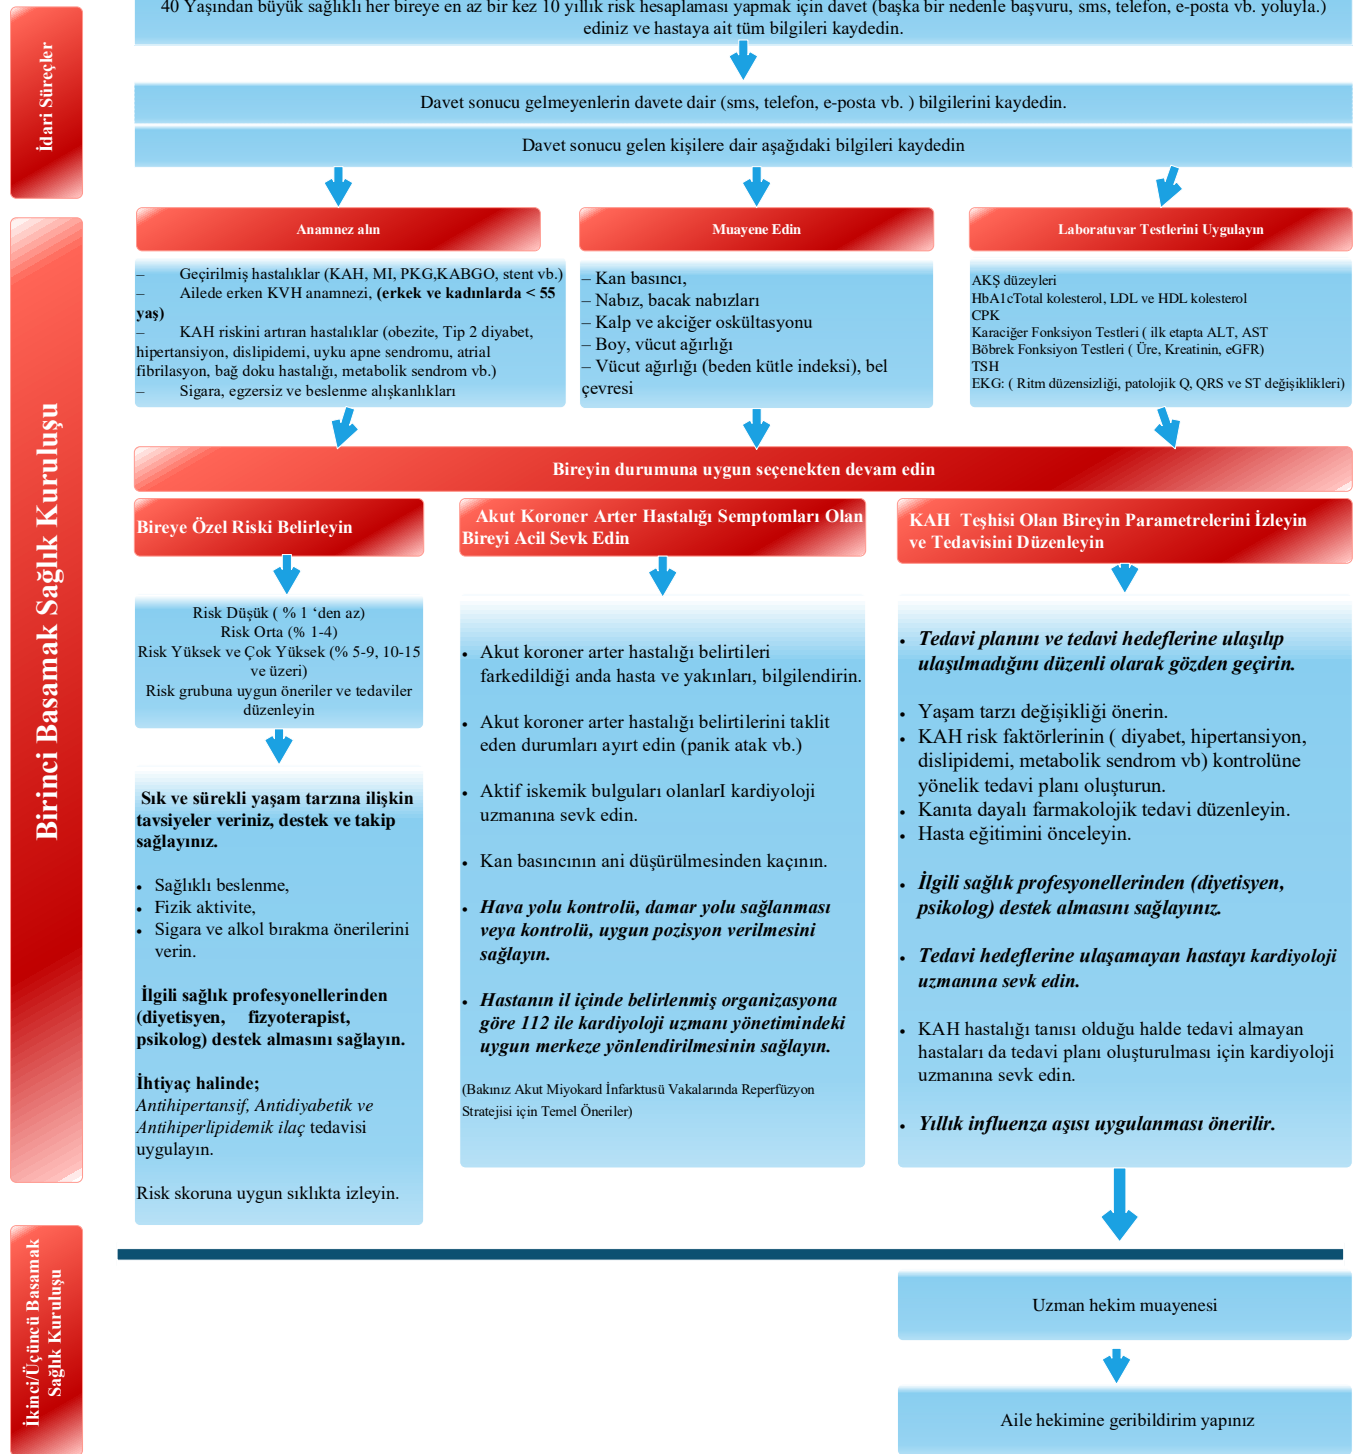 40 Yaşından büyük sağlıklı her bireye en az bir kez 10 yıllık risk hesaplaması yapmak için davet (başka bir nedenle başvuru, sms, telefon, e-posta vb. yoluyla.)
ediniz ve hastaya ait tüm bilgileri kaydedin.
İdari Süreçler
Davet sonucu gelmeyenlerin davete dair (sms, telefon, e-posta vb. ) bilgilerini kaydedin.
Davet sonucu gelen kişilere dair aşağıdaki bilgileri kaydedin
Birinci Basamak Sağlık Kuruluşu
Anamnez alın
– Geçirilmiş hastalıklar (KAH, MI, PKG,KABGO, stent vb.)
– Ailede erken KVH anamnezi, (erkek ve kadınlarda < 55
yaş)
– KAH riskini artıran hastalıklar (obezite, Tip 2 diyabet,
hipertansiyon, dislipidemi, uyku apne sendromu, atrial
fibrilasyon, bağ doku hastalığı, metabolik sendrom vb.)
– Sigara, egzersiz ve beslenme alışkanlıkları
Muayene Edin
– Kan basıncı,
– Nabız, bacak nabızları
– Kalp ve akciğer oskültasyonu
– Boy, vücut ağırlığı
– Vücut ağırlığı (beden kütle indeksi), bel
çevresi
Laboratuvar Testlerini Uygulayın
AKŞ düzeyleri
HbA1cTotal kolesterol, LDL ve HDL kolesterol
CPK
Karaciğer Fonksiyon Testleri ( ilk etapta ALT, AST
Böbrek Fonksiyon Testleri ( Üre, Kreatinin, eGFR)
TSH
EKG: ( Ritm düzensizliği, patolojik Q, QRS ve ST değişiklikleri)
Bireyin durumuna uygun seçenekten devam edin
Bireye Özel Riski Belirleyin
Risk Düşük ( % 1 ‘den az)
Risk Orta (% 1-4)
Risk Yüksek ve Çok Yüksek (% 5-9, 10-15
ve üzeri)
Risk grubuna uygun öneriler ve tedaviler
düzenleyin
Sık ve sürekli yaşam tarzına ilişkin
tavsiyeler veriniz, destek ve takip
sağlayınız.
• Sağlıklı beslenme,
• Fizik aktivite,
• Sigara ve alkol bırakma önerilerini
verin.
İlgili sağlık profesyonellerinden
(diyetisyen, fizyoterapist,
psikolog) destek almasını sağlayın.
İhtiyaç halinde;
Antihipertansif, Antidiyabetik ve
Antihiperlipidemik ilaç tedavisi
uygulayın.
Risk skoruna uygun sıklıkta izleyin.
Akut Koroner Arter Hastalığı Semptomları Olan
Bireyi Acil Sevk Edin
• Akut koroner arter hastalığı belirtileri
farkedildiği anda hasta ve yakınları, bilgilendirin.
• Akut koroner arter hastalığı belirtilerini taklit
eden durumları ayırt edin (panik atak vb.)
• Aktif iskemik bulguları olanlarI kardiyoloji
uzmanına sevk edin.
• Kan basıncının ani düşürülmesinden kaçının.
• Hava yolu kontrolü, damar yolu sağlanması
veya kontrolü, uygun pozisyon verilmesini
sağlayın.
• Hastanın il içinde belirlenmiş organizasyona
göre 112 ile kardiyoloji uzmanı yönetimindeki
uygun merkeze yönlendirilmesinin sağlayın.
(Bakınız Akut Miyokard İnfarktusü Vakalarında Reperfüzyon
Stratejisi için Temel Öneriler)
KAH Teşhisi Olan Bireyin Parametrelerini İzleyin
ve Tedavisini Düzenleyin
• Tedavi planını ve tedavi hedeflerine ulaşılıp
ulaşılmadığını düzenli olarak gözden geçirin.
• Yaşam tarzı değişikliği önerin.
• KAH risk faktörlerinin ( diyabet, hipertansiyon,
dislipidemi, metabolik sendrom vb) kontrolüne
yönelik tedavi planı oluşturun.
• Kanıta dayalı farmakolojik tedavi düzenleyin.
• Hasta eğitimini önceleyin.
• İlgili sağlık profesyonellerinden (diyetisyen,
psikolog) destek almasını sağlayınız.
• Tedavi hedeflerine ulaşamayan hastayı kardiyoloji
uzmanına sevk edin.
• KAH hastalığı tanısı olduğu halde tedavi almayan
hastaları da tedavi planı oluşturulması için kardiyoloji
uzmanına sevk edin.
• Yıllık influenza aşısı uygulanması önerilir.
İkinci/Üçüncü Basamak
Sağlık Kuruluşu
Uzman hekim muayenesi
Aile hekimine geribildirim yapınız